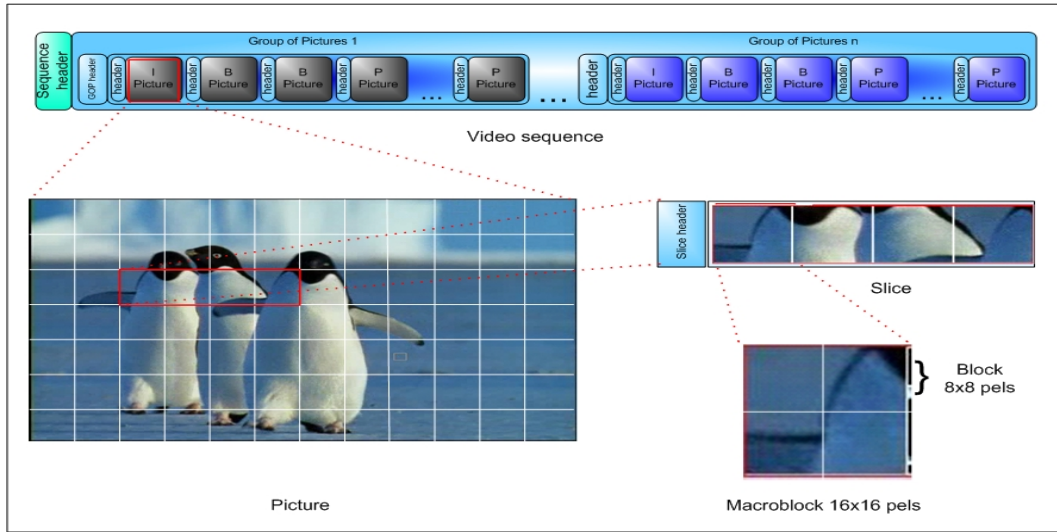 Sequence header
Group of Pictures 1
GOP header
header
I Picture
header
B Picture
header
B Picture
header
P Picture
...
header
P Picture
...
Group of Pictures n
header
header
I Picture
header
B Picture
header
B Picture
header
P Picture
...
header
P Picture
Video sequence
Slice header
Slice
Block
8x8 pels
}
Picture
Macroblock 16x16 pels